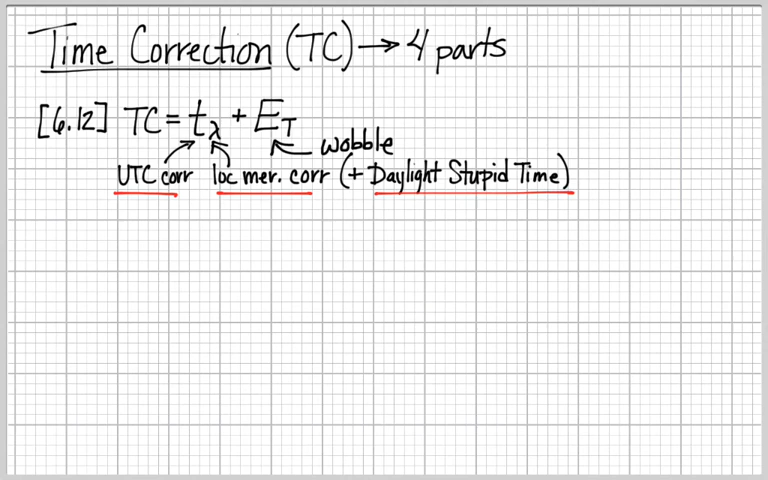 Time Correction (TC) → 4 parts
[6.12] TC = tλ + ET
wobble
UTC corr loc mer. corr (+ Daylight Stupid Time)